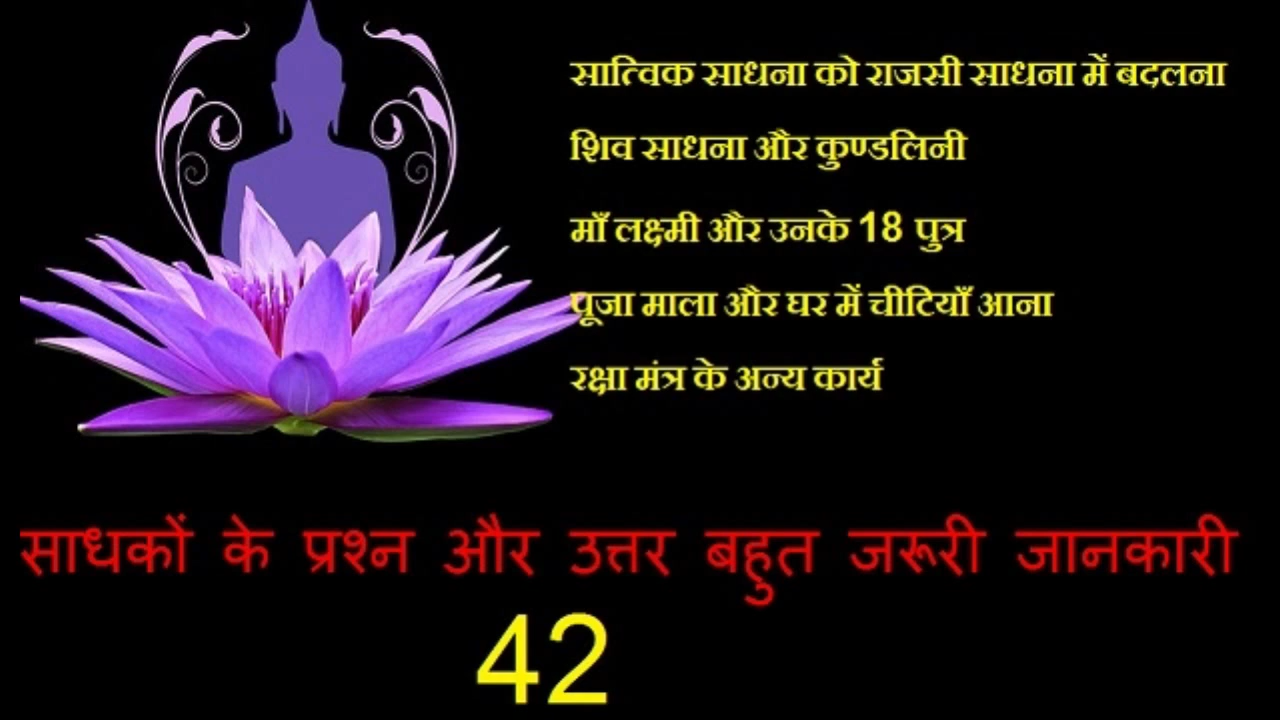 सात्विक साधना को राजसी साधना में बदलना
शिव साधना और कुण्डलिनी
माँ लक्ष्मी और उनके 18 पुत्र
पूजा माला और घर में चीटियाँ आना
रक्षा मंत्र के अन्य कार्य
साधकों के प्रश्न और उत्तर बहुत जरूरी जानकारी
42